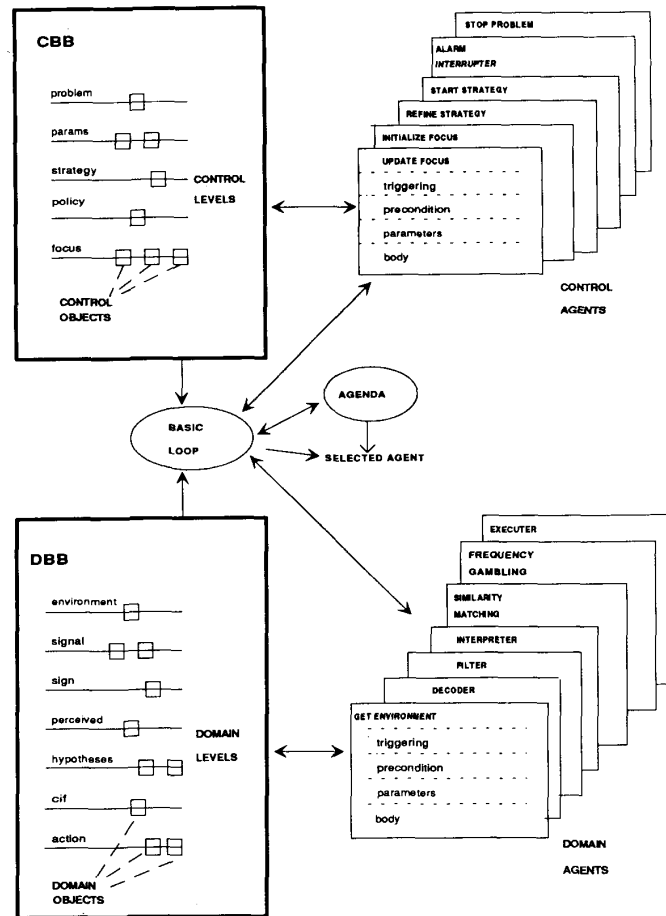 CBB
problem
params
strategy
CONTROL
LEVELS
policy
focus
CONTROL
OBJECTS
STOP PROBLEM
ALARM
INTERRUPTER
START STRATEGY
REFINE STRATEGY
INITIALIZE FOCUS
UPDATE FOCUS
triggering
precondition
parameters
body
CONTROL
AGENTS
BASIC
LOOP
AGENDA
SELECTED AGENT
DBB
environment
signal
sign
perceived
DOMAIN
LEVELS
hypotheses
cif
action
DOMAIN
OBJECTS
EXECUTER
FREQUENCY
GAMBLING
SIMILARITY
MATCHING
INTERPRETER
FILTER
DECODER
GET ENVIRONMENT
triggering
precondition
parameters
body
DOMAIN
AGENTS